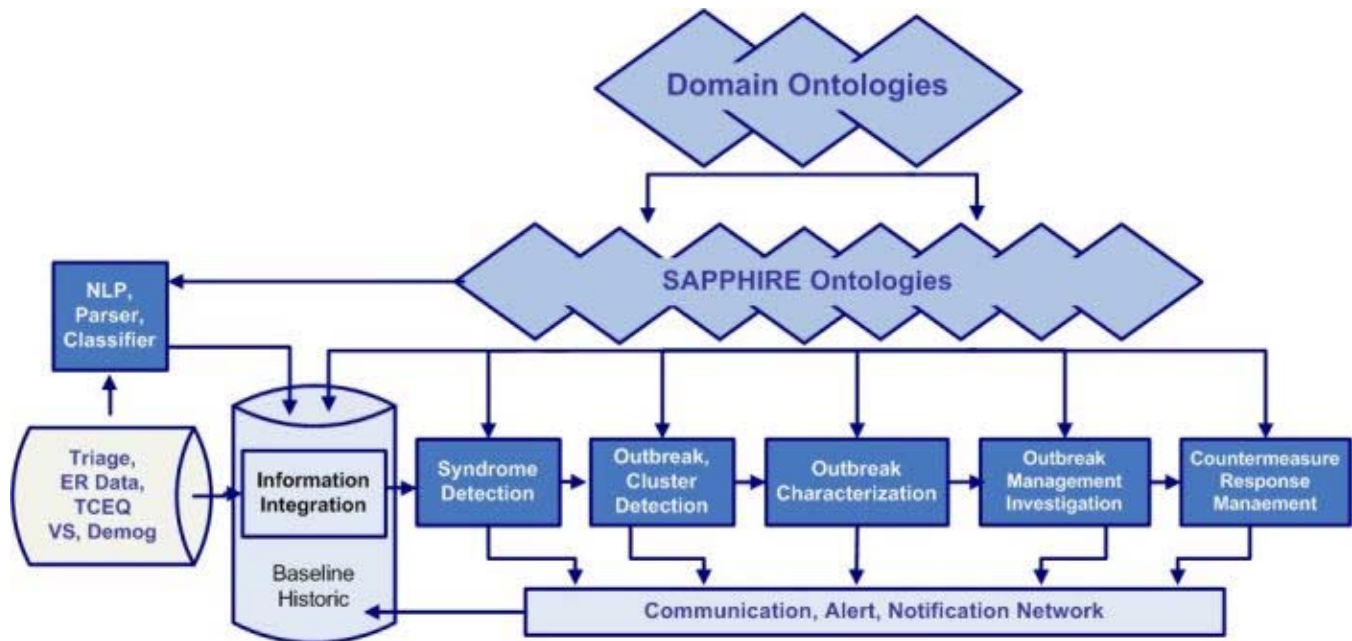 Domain Ontologies
SAPPHIRE Ontologies
NLP,
Parser,
Classifier
Triage,
ER Data,
TCEQ
VS, Demog
Information
Integration
Baseline
Historic
Syndrome
Detection
Outbreak,
Cluster
Detection
Outbreak
Characterization
Outbreak
Management
Investigation
Countermeasure
Response
Manaement
Communication, Alert, Notification Network